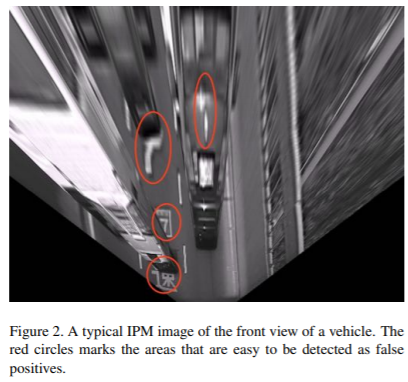 Figure 2. A typical IPM image of the front view of a vehicle. The
red circles marks the areas that are easy to be detected as false
positives.